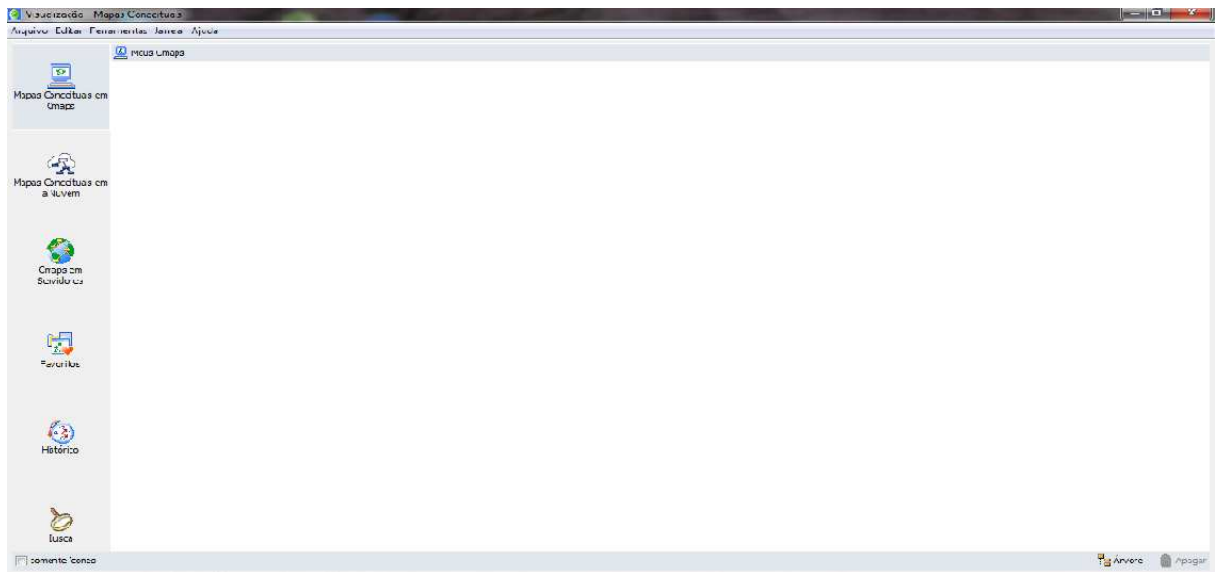 Visualização - Mapas Conceituais
Arquivo Editar Ferramentas Janela Ajuda
Meus Cmaps
Mapas Conceituais em
Cmaps
Mapas Conceituais em
a Nuvem
Cmaps em
Servidores
Favoritos
Histórico
Busca
somente ícones
Árvore
Apagar